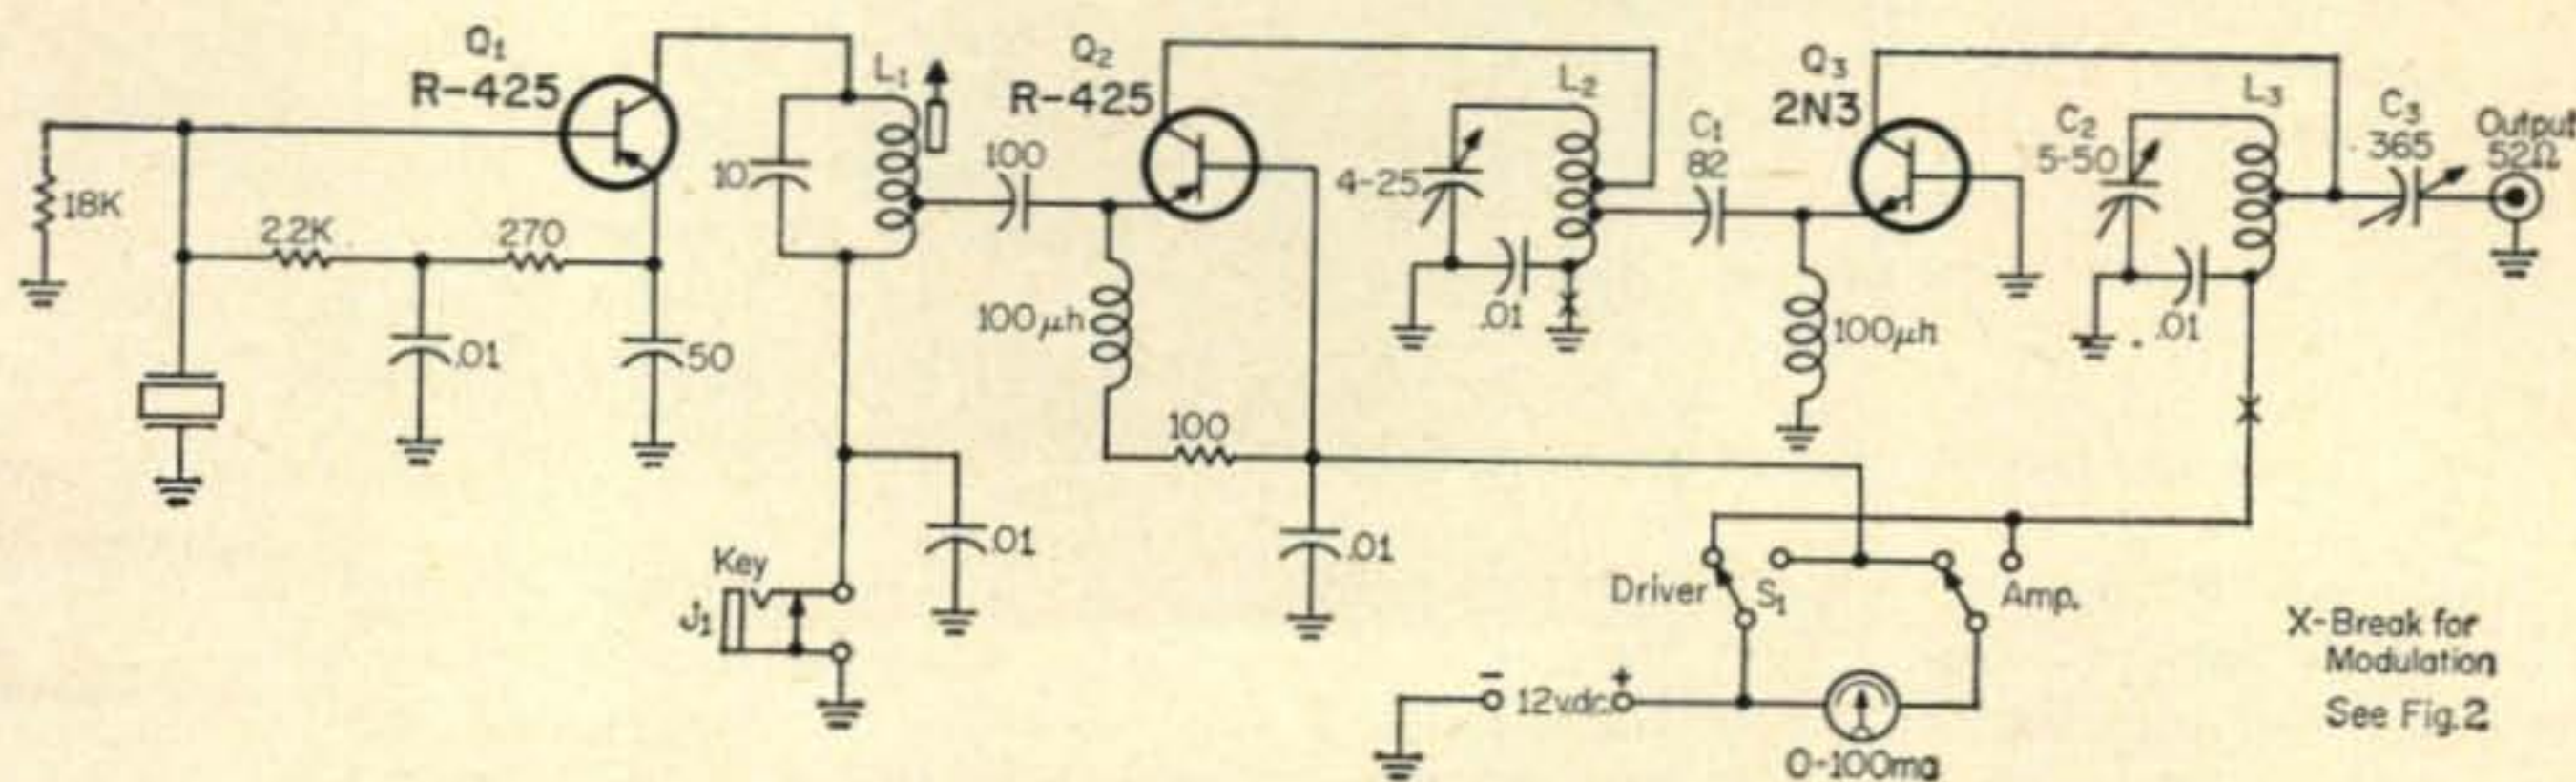 Q1
R-425
18K
2.2K
270
.01
50
10
L1
100
Q2
R-425
100μh
100
.01
.01
Key
J1
4-25
L2
.01
C1
82
Q3
2N3
100μh
C2
5-50
L3
.01
C3
365
Output
52Ω
Driver
S1
Amp.
- 12v.dc. +
0-100ma
X-Break for
Modulation
See Fig.2